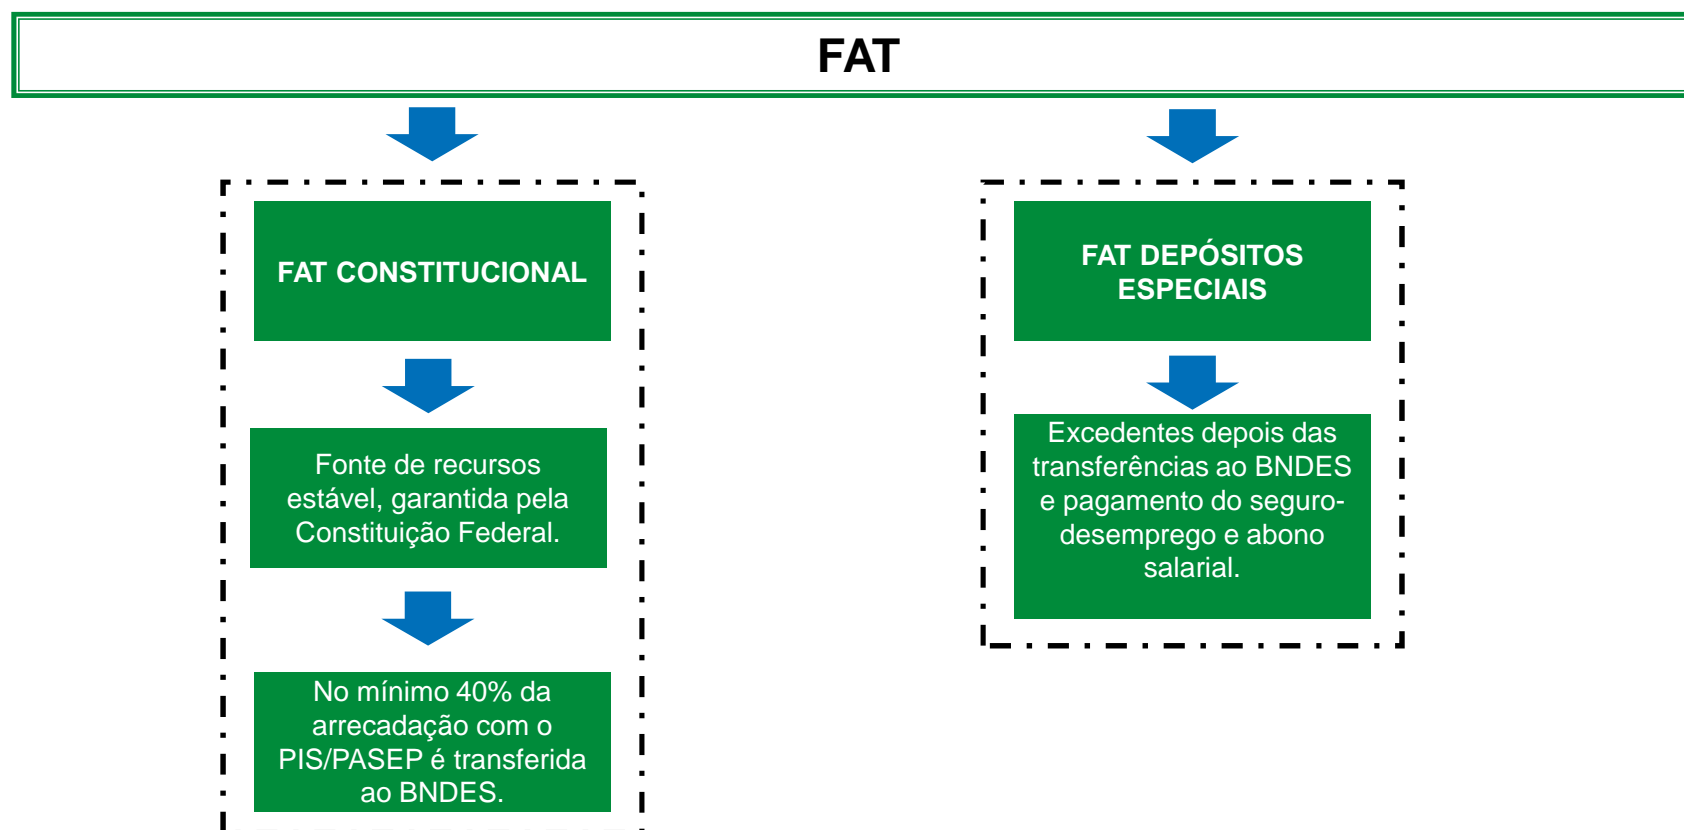 FAT
FAT CONSTITUCIONAL
Fonte de recursos
estável, garantida pela
Constituição Federal.
No mínimo 40% da
arrecadação com o
PIS/PASEP é transferida
ao BNDES.
FAT DEPÓSITOS
ESPECIAIS
Excedentes depois das
transferências ao BNDES
e pagamento do seguro-
desemprego e abono
salarial.